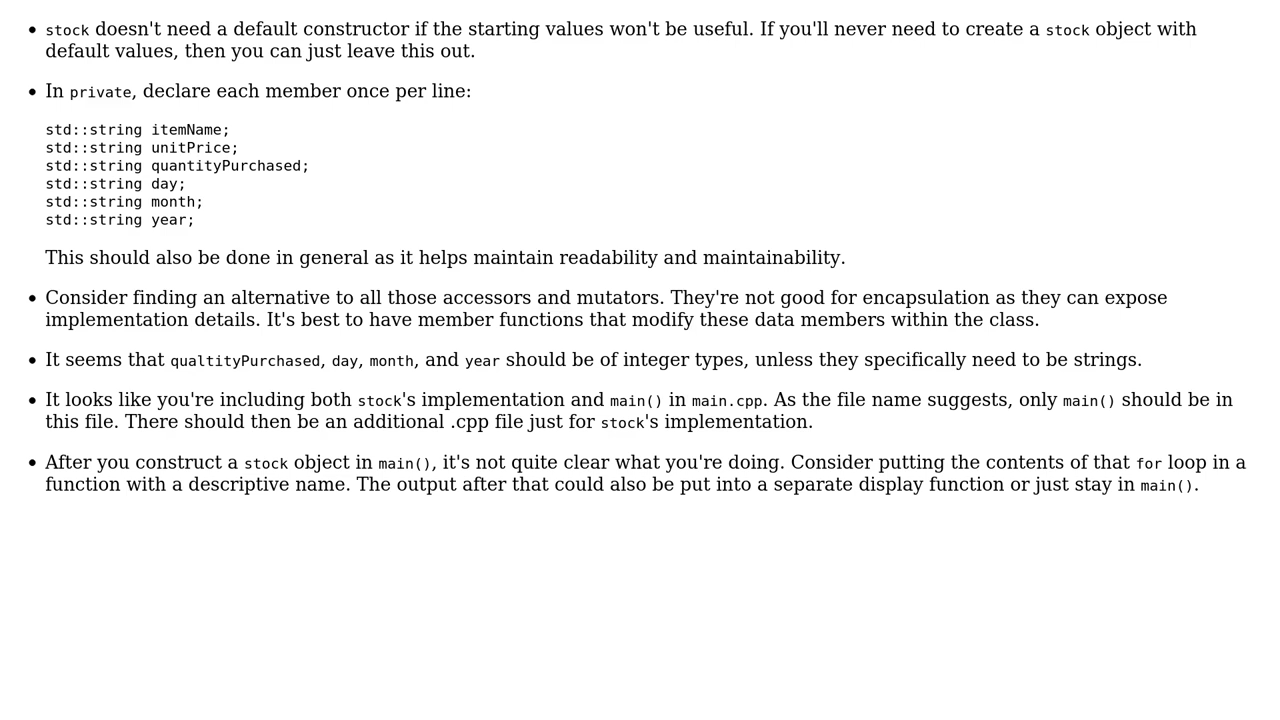 • stock doesn't need a default constructor if the starting values won't be useful. If you'll never need to create a stock object with
default values, then you can just leave this out.
• In private, declare each member once per line:
std::string itemName;
std::string unitPrice;
std::string quantityPurchased;
std::string day;
std::string month;
std::string year;
This should also be done in general as it helps maintain readability and maintainability.
• Consider finding an alternative to all those accessors and mutators. They're not good for encapsulation as they can expose
implementation details. It's best to have member functions that modify these data members within the class.
• It seems that qualtityPurchased, day, month, and year should be of integer types, unless they specifically need to be strings.
• It looks like you're including both stock's implementation and main() in main.cpp. As the file name suggests, only main() should be in
this file. There should then be an additional .cpp file just for stock's implementation.
• After you construct a stock object in main(), it's not quite clear what you're doing. Consider putting the contents of that for loop in a
function with a descriptive name. The output after that could also be put into a separate display function or just stay in main().